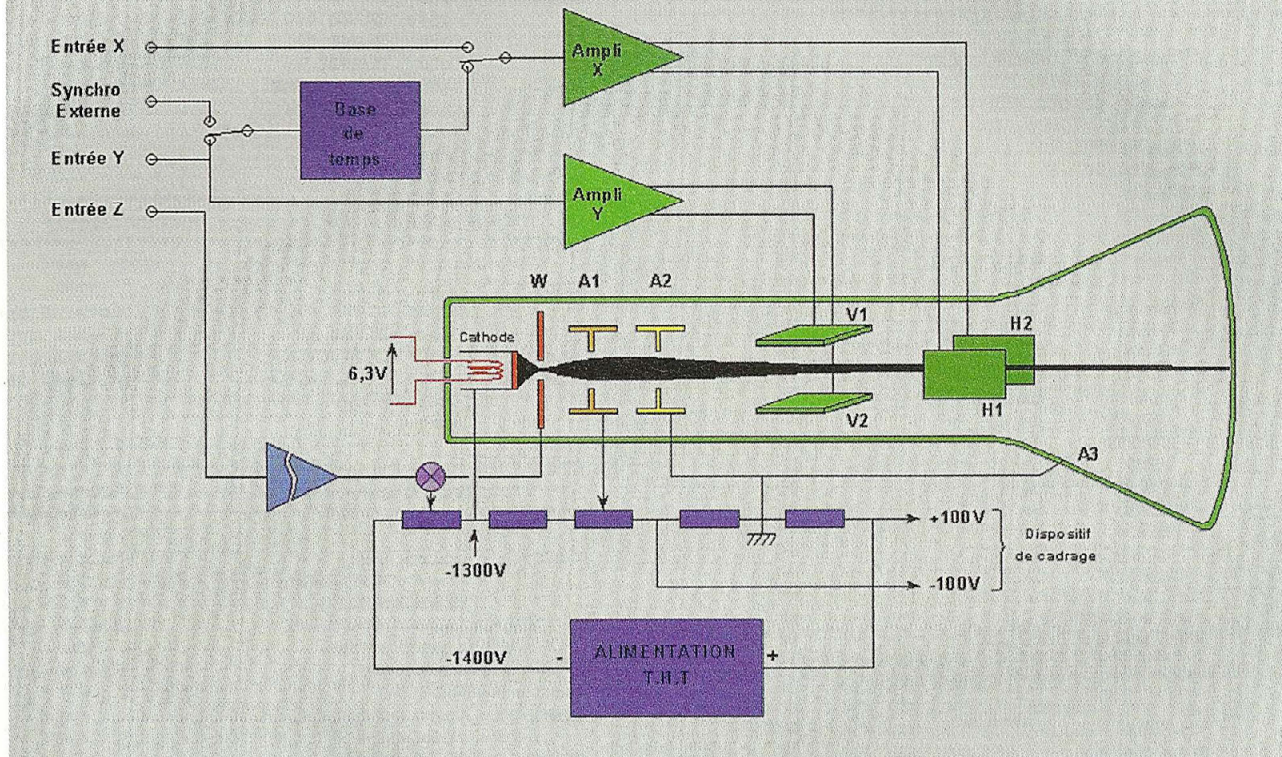 Entrée X
Synchro
Externe
Entrée Y
Entrée Z
Base
de
temps
Ampli
X
Ampli
Y
W
A1
A2
Cathode
6,3V
V1
V2
H2
H1
A3
-1300V
+100V
-100V
Dispositif
de cadrage
-1400V
-
ALIMENTATION
T.H.T
+